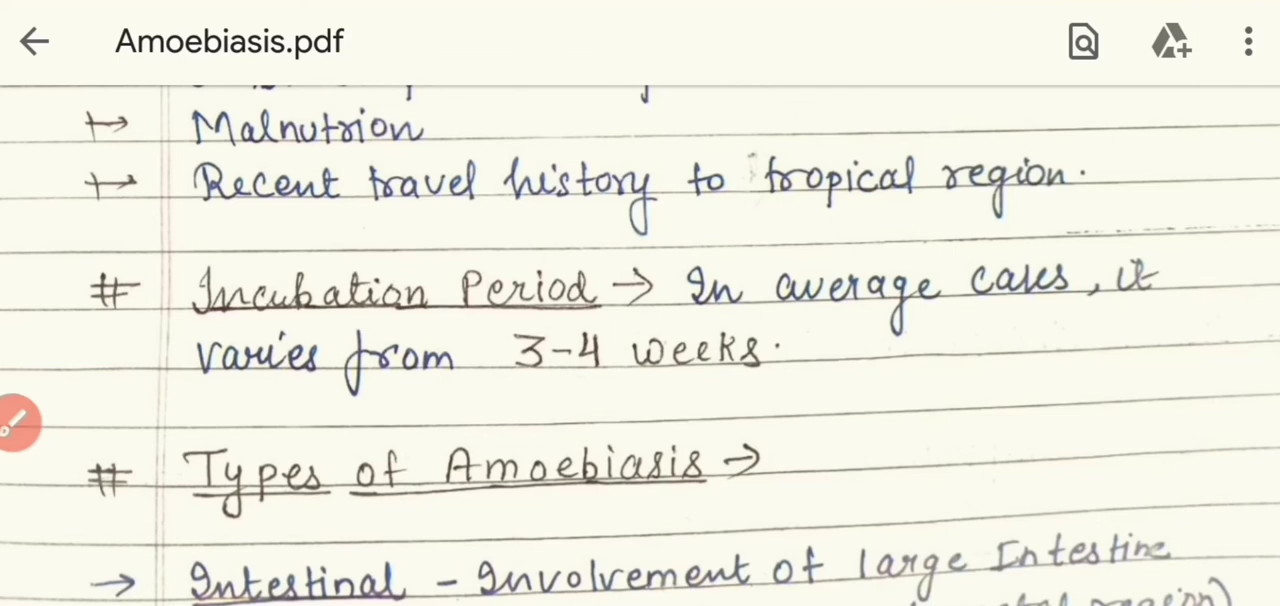 Amoebiasis.pdf
↦ Malnutrion
↦ Recent travel history to tropical region.
# Incubation Period → In average cases, it
varies from 3-4 weeks.
# Types of Amoebiasis →
→ Intestinal - Involvement of large Intestine